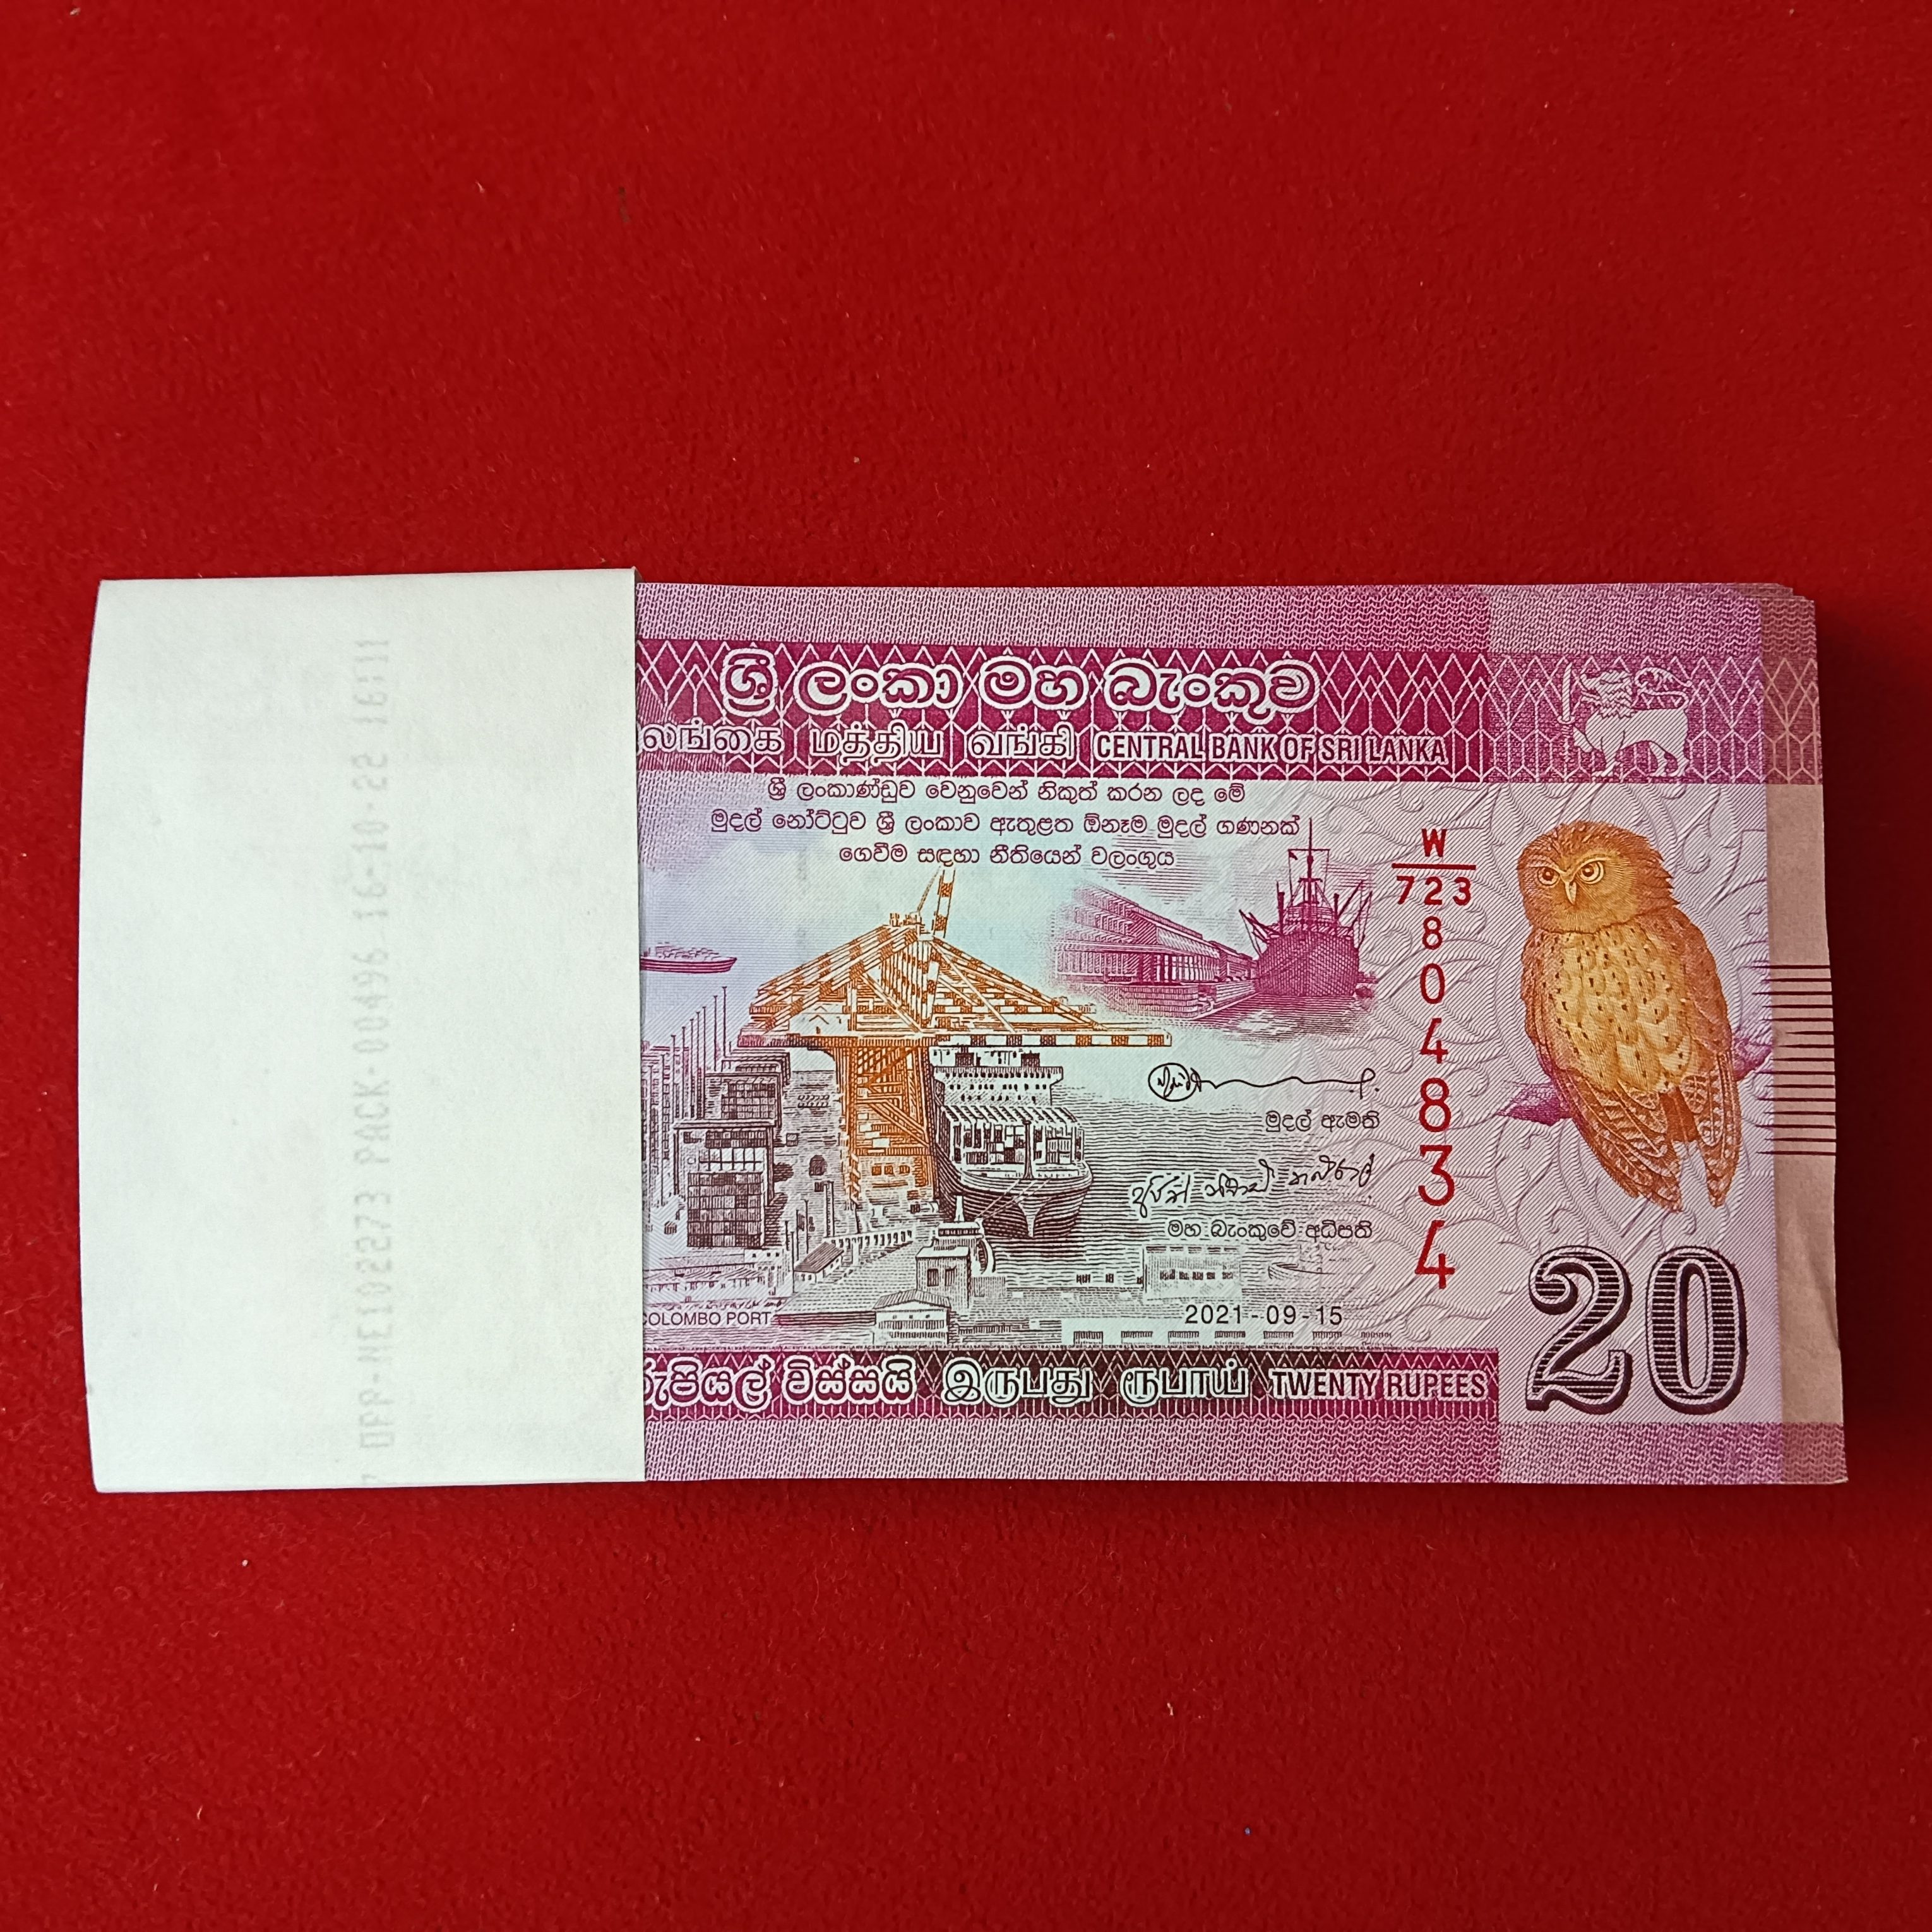 ශ්‍රී ලංකා මහ බැංකුව
லங்கை மத்திய வங்கி CENTRAL BANK OF SRI LANKA
ශ්‍රී ලංකාණ්ඩුව වෙනුවෙන් නිකුත් කරන ලද මේ
මුදල් නෝට්ටුව ශ්‍රී ලංකාව ඇතුළත ඕනෑම මුදල් ගණනක්
ගෙවීම සඳහා නීතියෙන් වලංගුය
W
723
804834
මුදල් ඇමති
මහ බැංකුවේ අධිපති
COLOMBO PORT
2021-09-15
රුපියල් විස්සයි இருபது ரூபாய் TWENTY RUPEES
20
PACK 00496 16-10-22 16:11